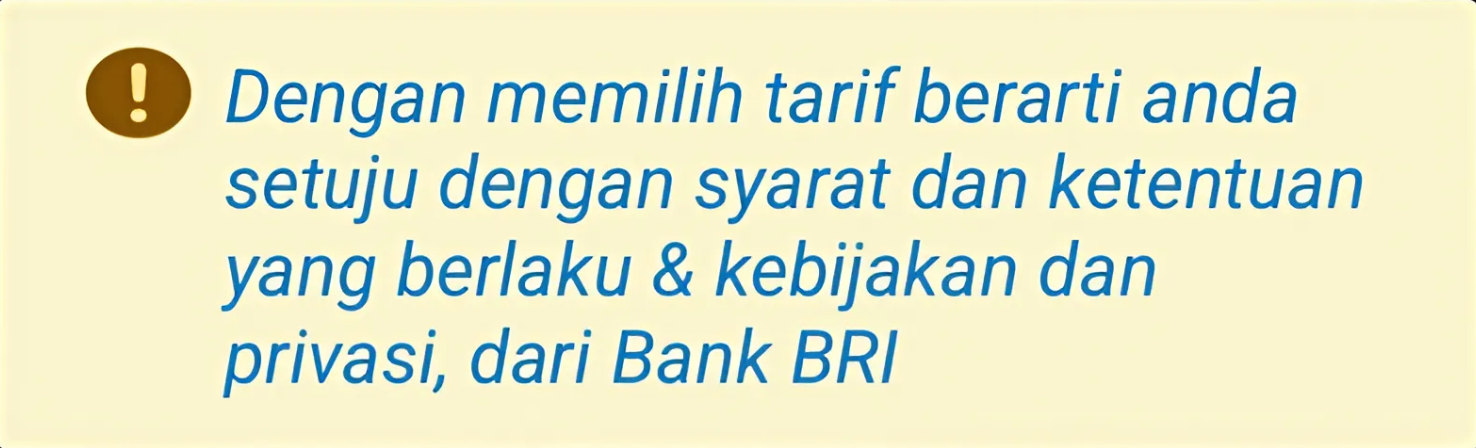 Dengan memilih tarif berarti anda
setuju dengan syarat dan ketentuan
yang berlaku & kebijakan dan
privasi, dari Bank BRI